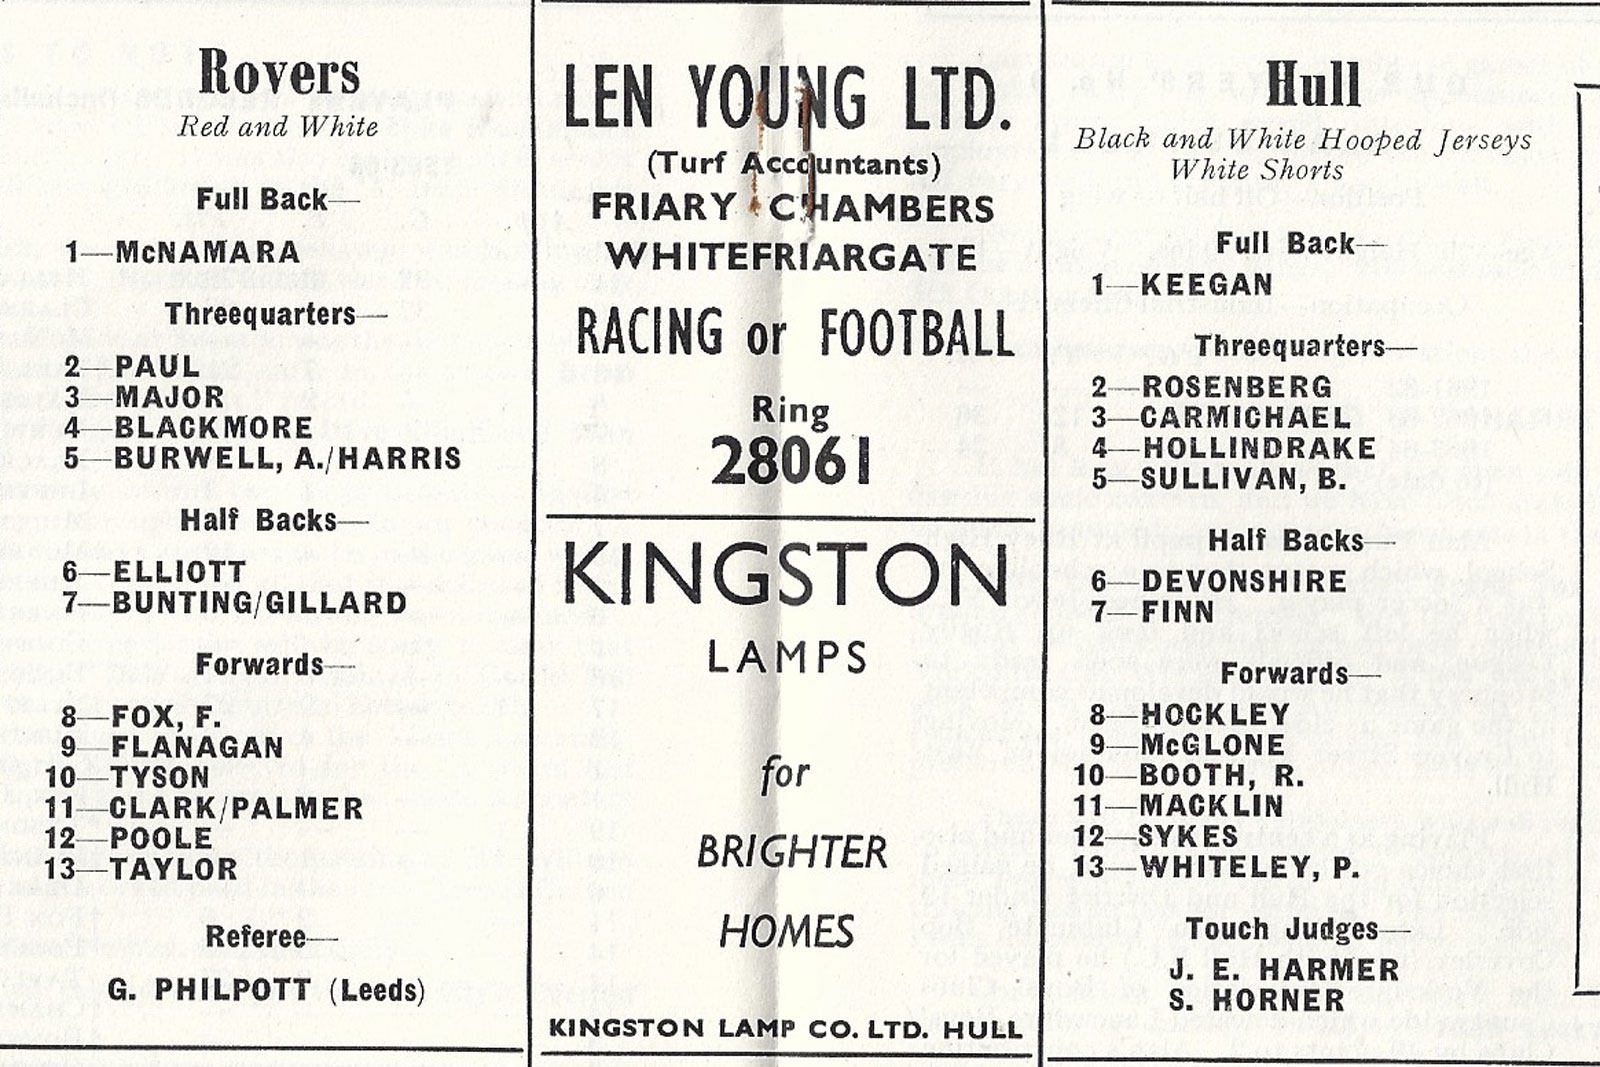 Rovers
Red and White
Full Back—
1—McNAMARA
Threequarters—
2—PAUL
3—MAJOR
4—BLACKMORE
5—BURWELL, A./HARRIS
Half Backs—
6—ELLIOTT
7—BUNTING/GILLARD
Forwards—
8—FOX, F.
9—FLANAGAN
10—TYSON
11—CLARK/PALMER
12—POOLE
13—TAYLOR
Referee—
G. PHILPOTT (Leeds)
LEN YOUNG LTD.
(Turf Accountants)
FRIARY CHAMBERS
WHITEFRIARGATE
RACING or FOOTBALL
Ring
28061
KINGSTON
LAMPS
for
BRIGHTER
HOMES
KINGSTON LAMP CO. LTD. HULL
Hull
Black and White Hooped Jerseys
White Shorts
Full Back—
1—KEEGAN
Threequarters—
2—ROSENBERG
3—CARMICHAEL
4—HOLLINDRAKE
5—SULLIVAN, B.
Half Backs—
6—DEVONSHIRE
7—FINN
Forwards—
8—HOCKLEY
9—McGLONE
10—BOOTH, R.
11—MACKLIN
12—SYKES
13—WHITELEY, P.
Touch Judges—
J. E. HARMER
S. HORNER